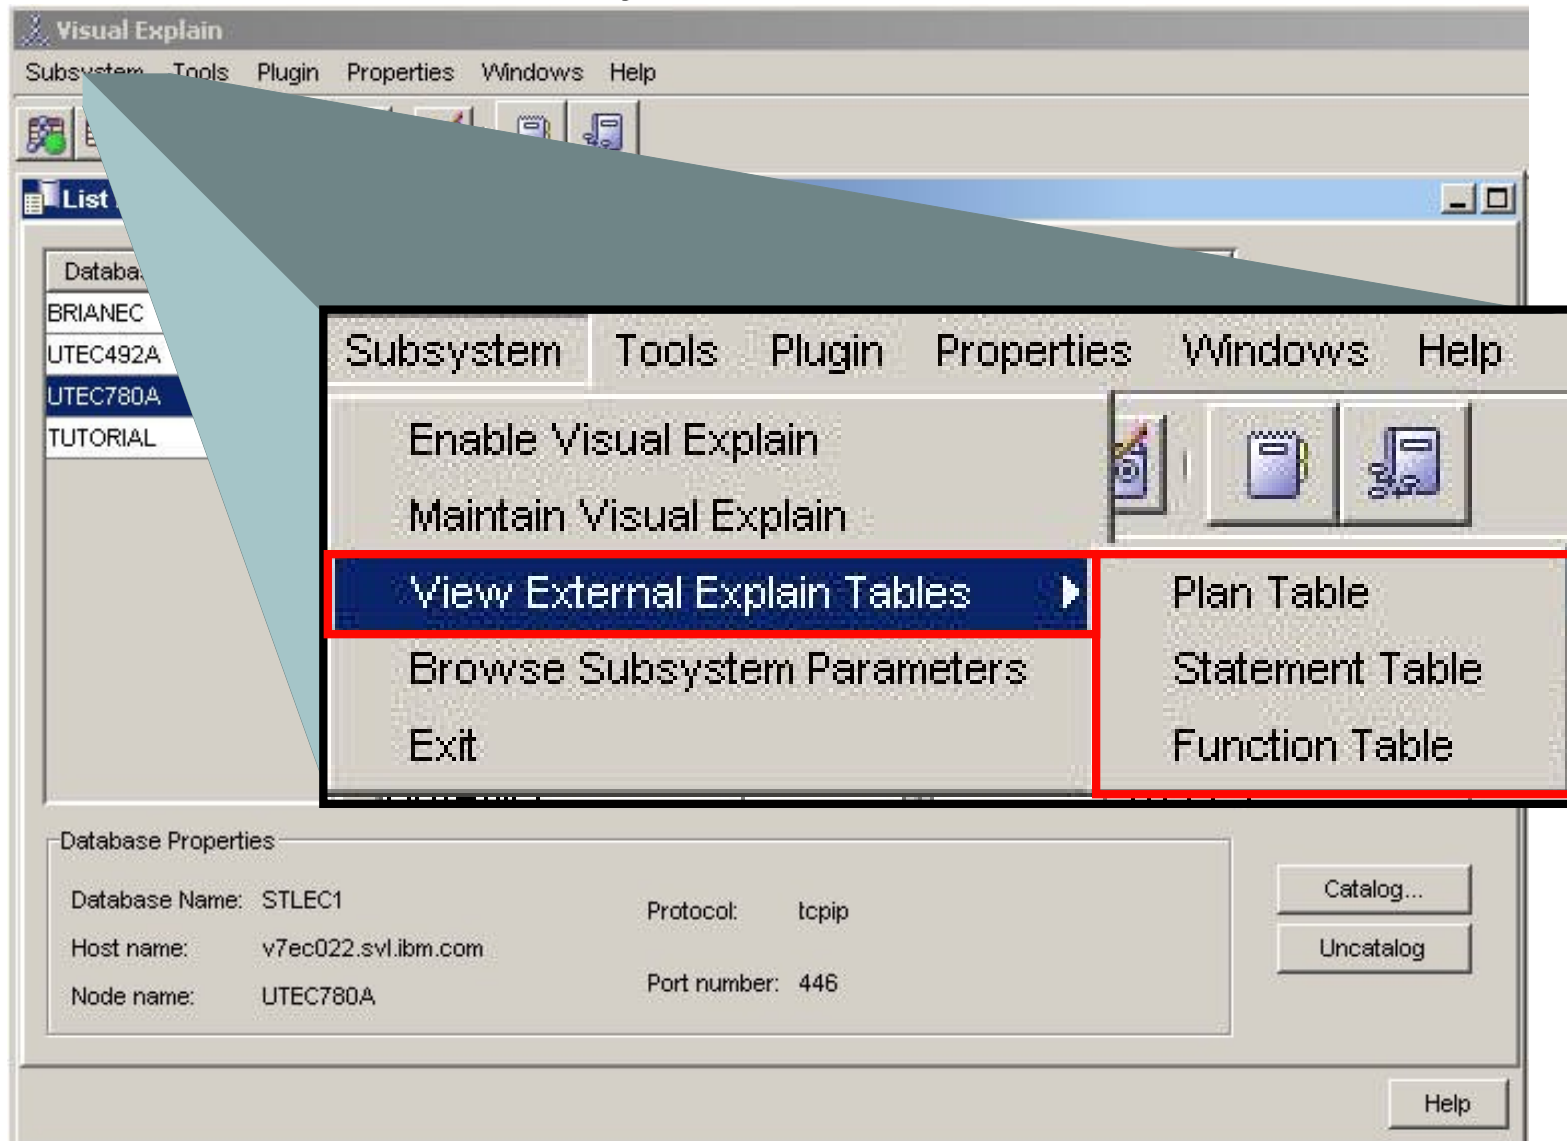 Visual Explain
Subsystem Tools Plugin Properties Windows Help
List
Databa
BRIANEC
UTEC492A
UTEC780A
TUTORIAL
Subsystem Tools Plugin Properties Windows Help
Enable Visual Explain
Maintain Visual Explain
View External Explain Tables
Plan Table
Browse Subsystem Parameters
Statement Table
Exit
Function Table
Database Properties
Database Name: STLEC1
Protocol: tcpip
Catalog...
Host name: v7ec022.svl.ibm.com
Uncatalog
Node name: UTEC780A
Port number: 446
Help